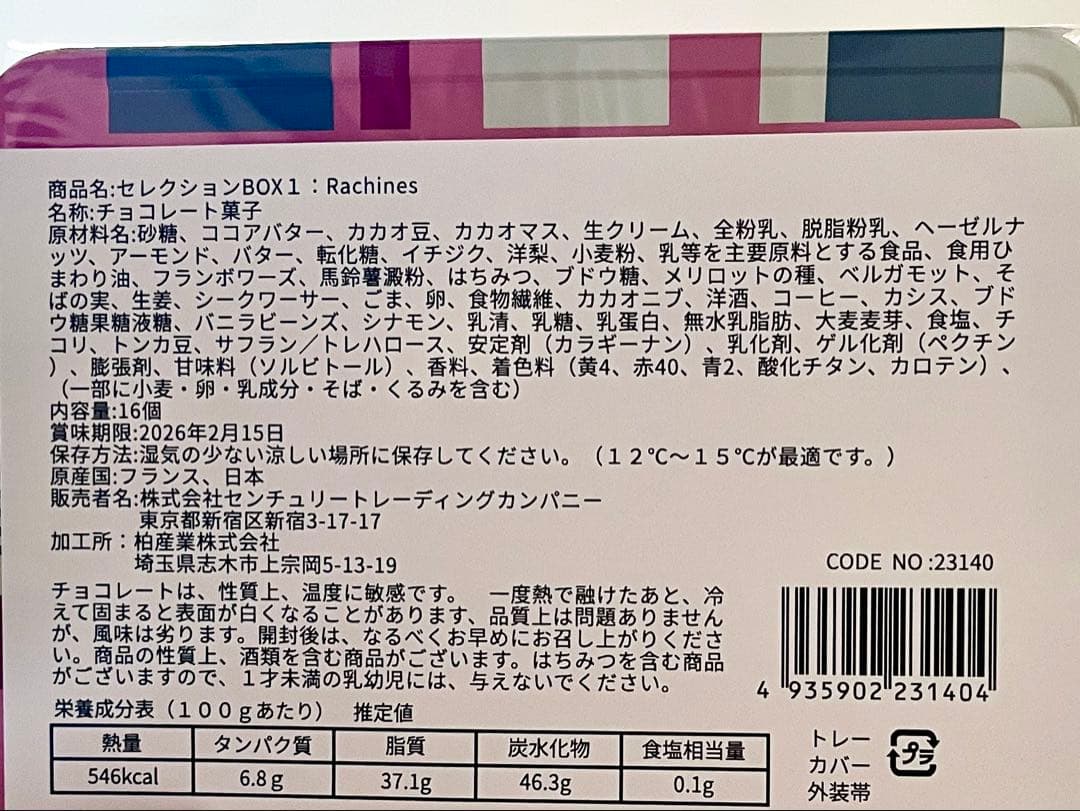 商品名:セレクションBOX１：Rachines
名称:チョコレート菓子
原材料名:砂糖、ココアバター、カカオ豆、カカオマス、生クリーム、全粉乳、脱脂粉乳、ヘーゼルナ
ッツ、アーモンド、バター、転化糖、イチジク、洋梨、小麦粉、乳等を主要原料とする食品、食用ひ
まわり油、フランボワーズ、馬鈴薯澱粉、はちみつ、ブドウ糖、メリロットの種、ベルガモット、そ
ばの実、生姜、シークワーサー、ごま、卵、食物繊維、カカオニブ、洋酒、コーヒー、カシス、ブド
ウ糖果糖液糖、バニラビーンズ、シナモン、乳清、乳糖、乳蛋白、無水乳脂肪、大麦麦芽、食塩、チ
コリ、トンカ豆、サフラン／トレハロース、安定剤（カラギーナン）、乳化剤、ゲル化剤（ペクチン
）、膨張剤、甘味料（ソルビトール）、香料、着色料（黄4、赤40、青2、酸化チタン、カロテン）、
（一部に小麦・卵・乳成分・そば・くるみを含む）
内容量:16個
賞味期限:2026年2月15日
保存方法:湿気の少ない涼しい場所に保存してください。（１２℃～１５℃が最適です。）
原産国:フランス、日本
販売者名:株式会社センチュリートレーディングカンパニー
東京都新宿区新宿3-17-17
加工所：柏産業株式会社
埼玉県志木市上宗岡5-13-19
CODE NO:23140
チョコレートは、性質上、温度に敏感です。　一度熱で融けたあと、冷
えて固まると表面が白くなることがあります、品質上は問題ありません
が、風味は劣ります。開封後は、なるべくお早めにお召し上がりくださ
い。商品の性質上、酒類を含む商品がございます。はちみつを含む商品
がございますので、１才未満の乳幼児には、与えないでください。
4 935902 231404
栄養成分表（１００ｇあたり）　推定値
熱量 タンパク質 脂質 炭水化物 食塩相当量
546kcal 6.8ｇ 37.1g 46.3g 0.1g
トレー
カバー
外装帯
プラ